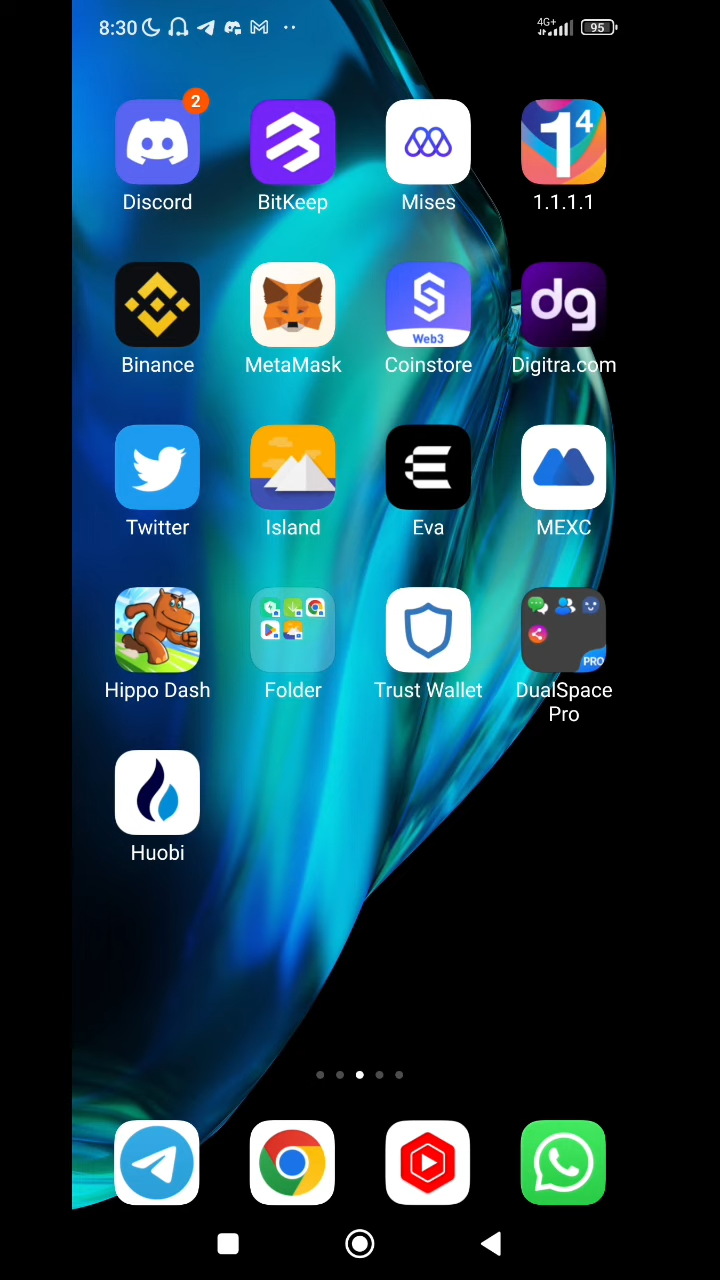 8:30
4G+
95
2
Discord
BitKeep
Mises
1⁴
1.1.1.1
Web3
dg
Binance
MetaMask
Coinstore
Digitra.com
Twitter
Island
Eva
MEXC
PRO
Hippo Dash
Folder
Trust Wallet
DualSpace
Pro
Huobi